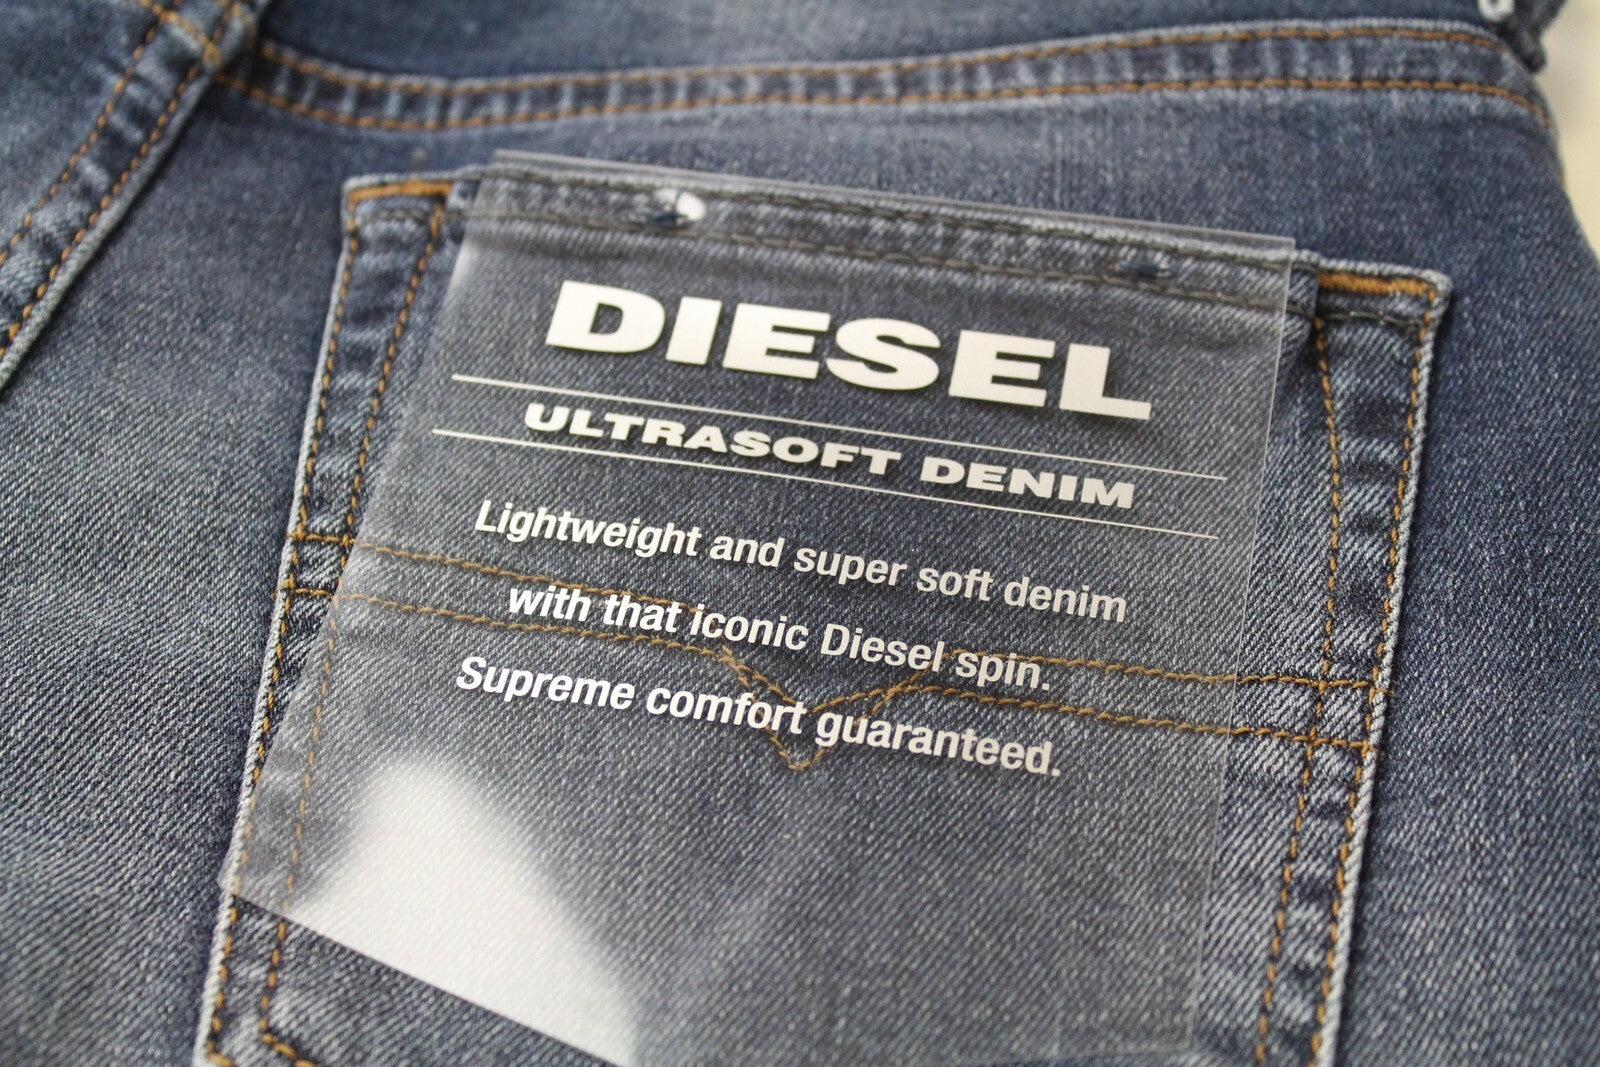 DIESEL
ULTRASOFT DENIM
Lightweight and super soft denim
with that iconic Diesel spin.
Supreme comfort guaranteed.